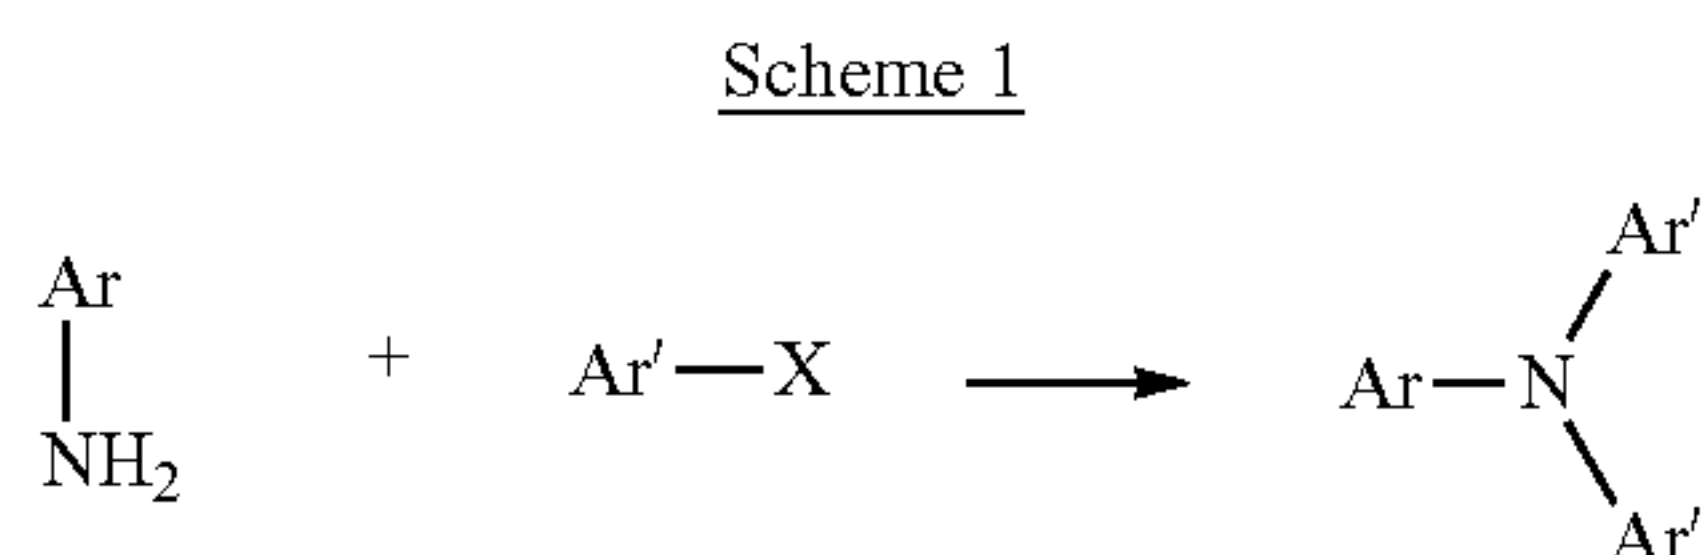 Scheme 1
Ar
NH₂
+
Ar′—X
Ar′
Ar—N
Ar′